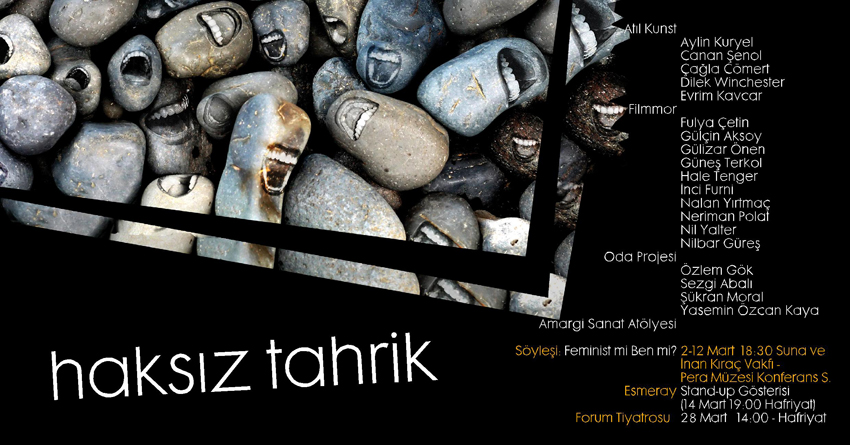 Atıl Kunst
Aylin Kuryel
Canan Şenol
Çağla Cömert
Dilek Winchester
Evrim Kavcar
Filmmor
Fulya Çetin
Gülçin Aksoy
Gülizar Önen
Güneş Terkol
Hale Tenger
İnci Furni
Nalan Yırtmaç
Neriman Polat
Nil Yalter
Nilbar Güreş
Oda Projesi
Özlem Gök
Sezgi Abalı
Şükran Moral
Yasemin Özcan Kaya
Amargi Sanat Atölyesi
haksız tahrik
Söyleşi: Feminist mi Ben mi? 2-12 Mart 18:30 Suna ve
İnan Kıraç Vakfı -
Pera Müzesi Konferans S.
Esmeray Stand-up Gösterisi
(14 Mart 19:00 Hafriyat)
Forum Tiyatrosu 28 Mart 14:00 - Hafriyat